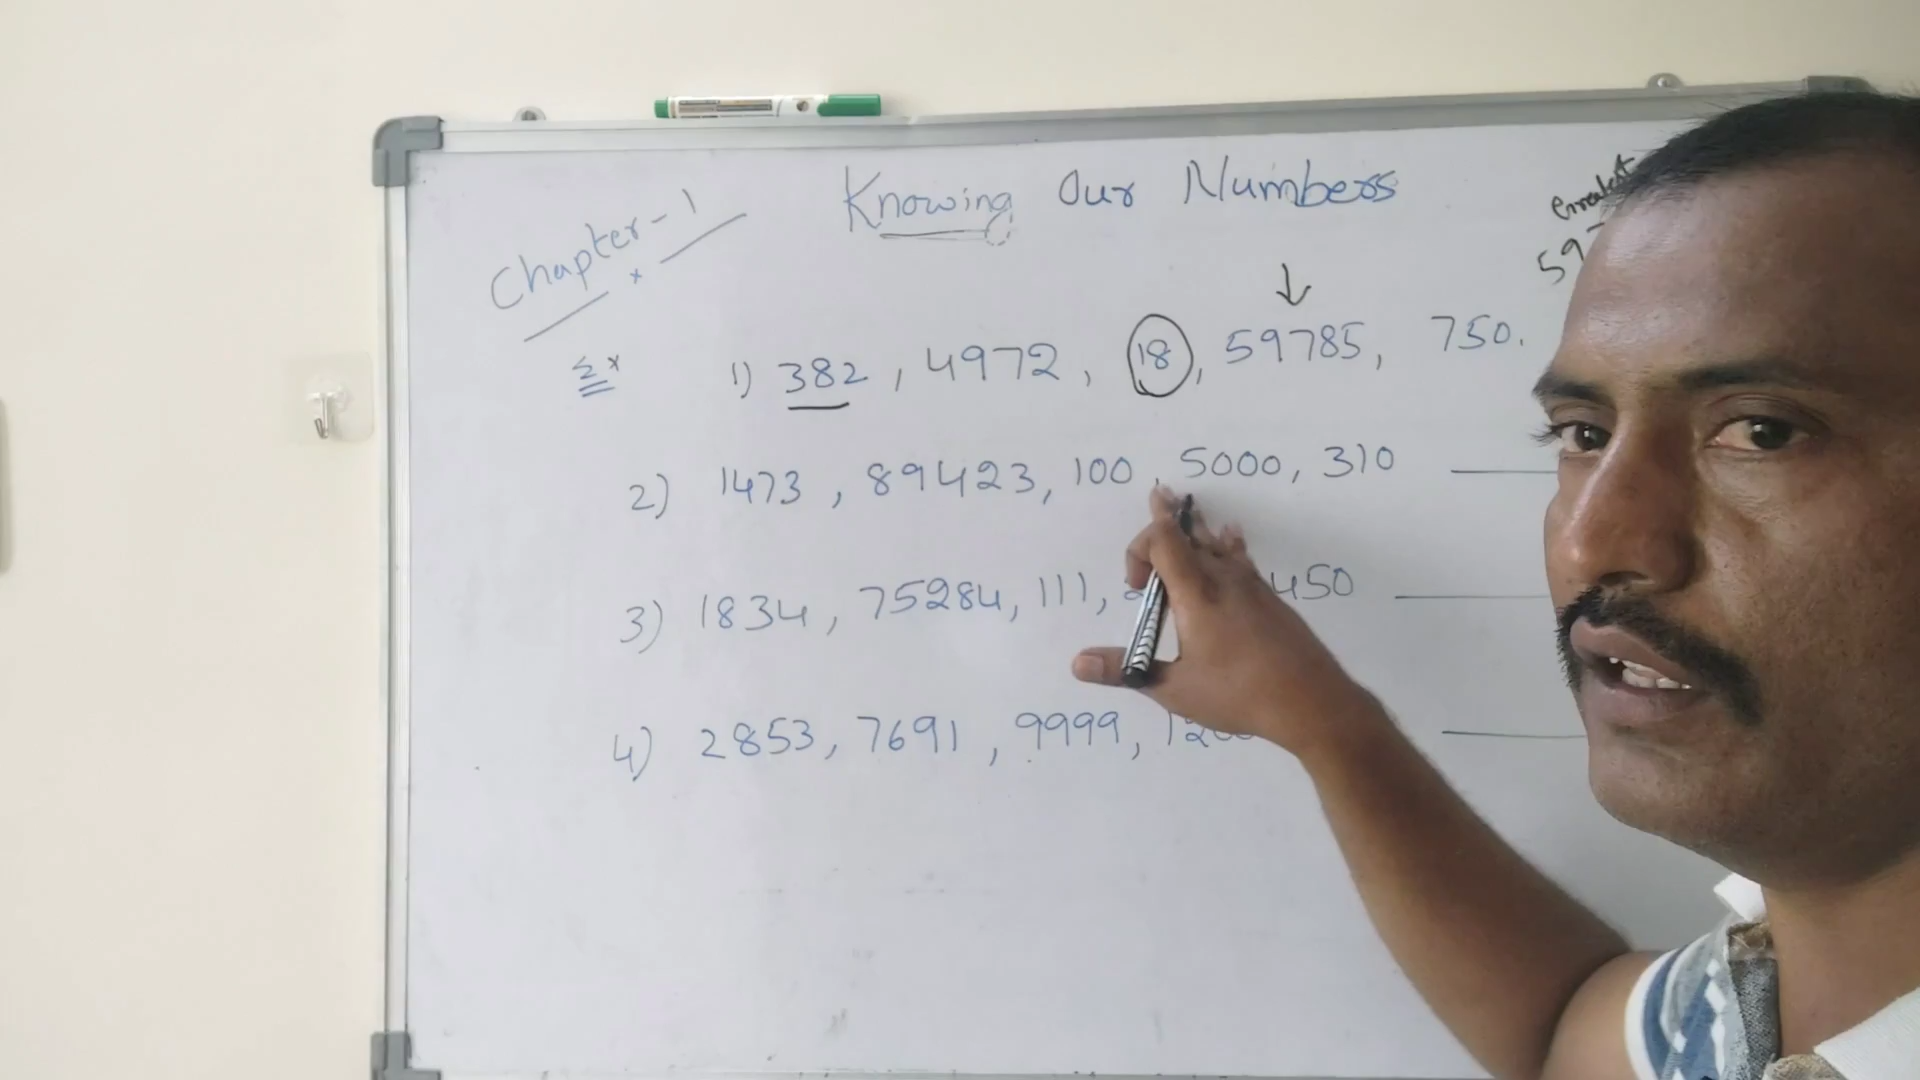 Knowing Our Numbers
Chapter-1
Ex
1) 382, 4972, 18, 59785, 750.
2) 1473, 89423, 100, 5000, 310
3) 1834, 75284, 111, 450
4) 2853, 7691, 9999,